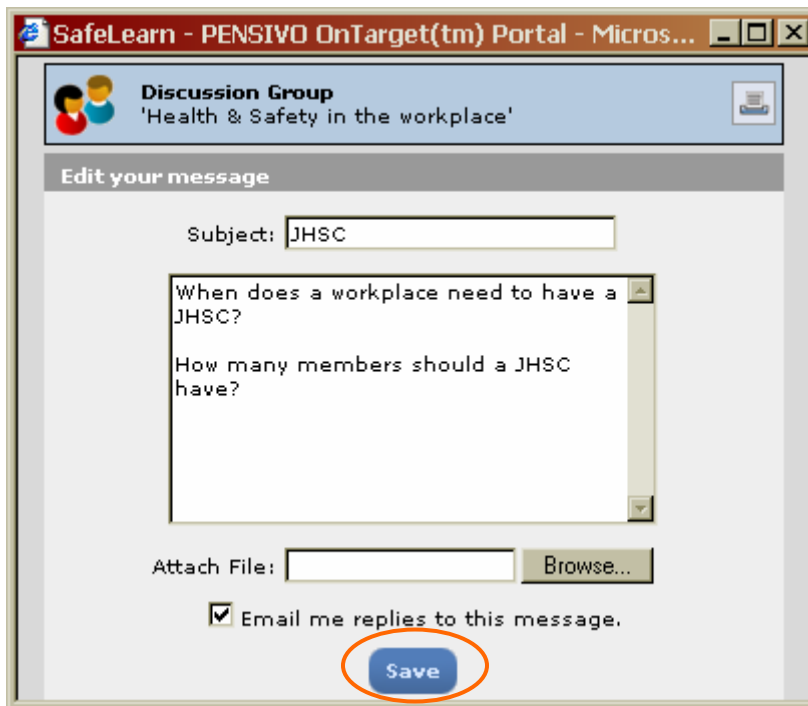 SafeLearn - PENSIVO OnTarget(tm) Portal - Micros...
Discussion Group
'Health & Safety in the workplace'
Edit your message
Subject: JHSC
When does a workplace need to have a
JHSC?
How many members should a JHSC
have?
Attach File: Browse...
Email me replies to this message.
Save